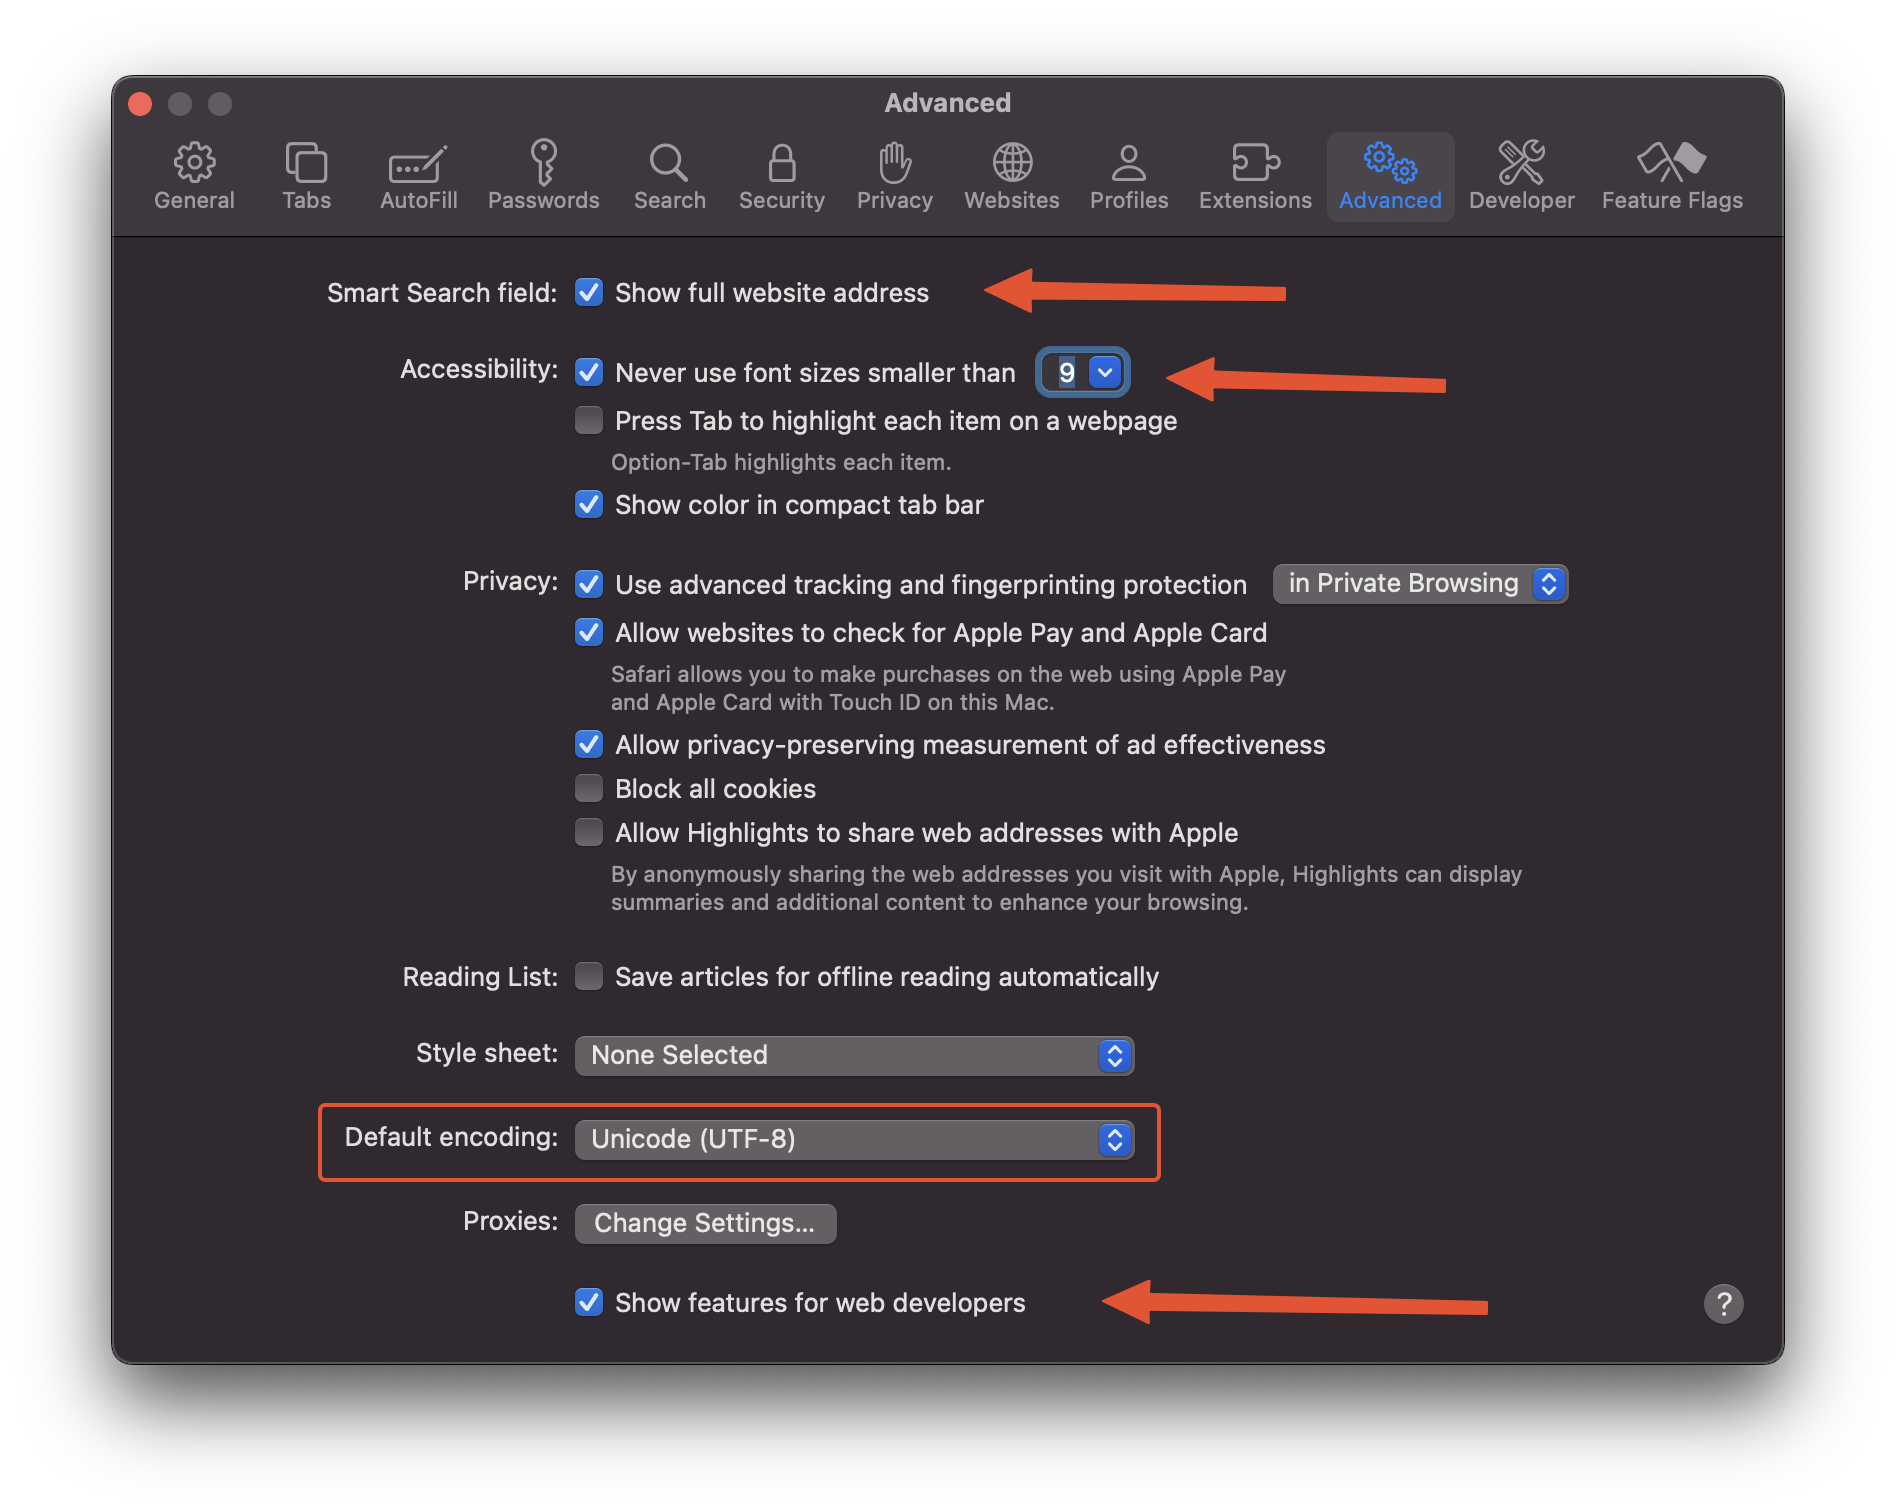 Advanced
General Tabs AutoFill Passwords Search Security Privacy Websites Profiles Extensions Advanced Developer Feature Flags
Smart Search field: Show full website address
Accessibility: Never use font sizes smaller than 9
Press Tab to highlight each item on a webpage
Option-Tab highlights each item.
Show color in compact tab bar
Privacy: Use advanced tracking and fingerprinting protection in Private Browsing
Allow websites to check for Apple Pay and Apple Card
Safari allows you to make purchases on the web using Apple Pay
and Apple Card with Touch ID on this Mac.
Allow privacy-preserving measurement of ad effectiveness
Block all cookies
Allow Highlights to share web addresses with Apple
By anonymously sharing the web addresses you visit with Apple, Highlights can display
summaries and additional content to enhance your browsing.
Reading List: Save articles for offline reading automatically
Style sheet: None Selected
Default encoding: Unicode (UTF-8)
Proxies: Change Settings...
Show features for web developers
?